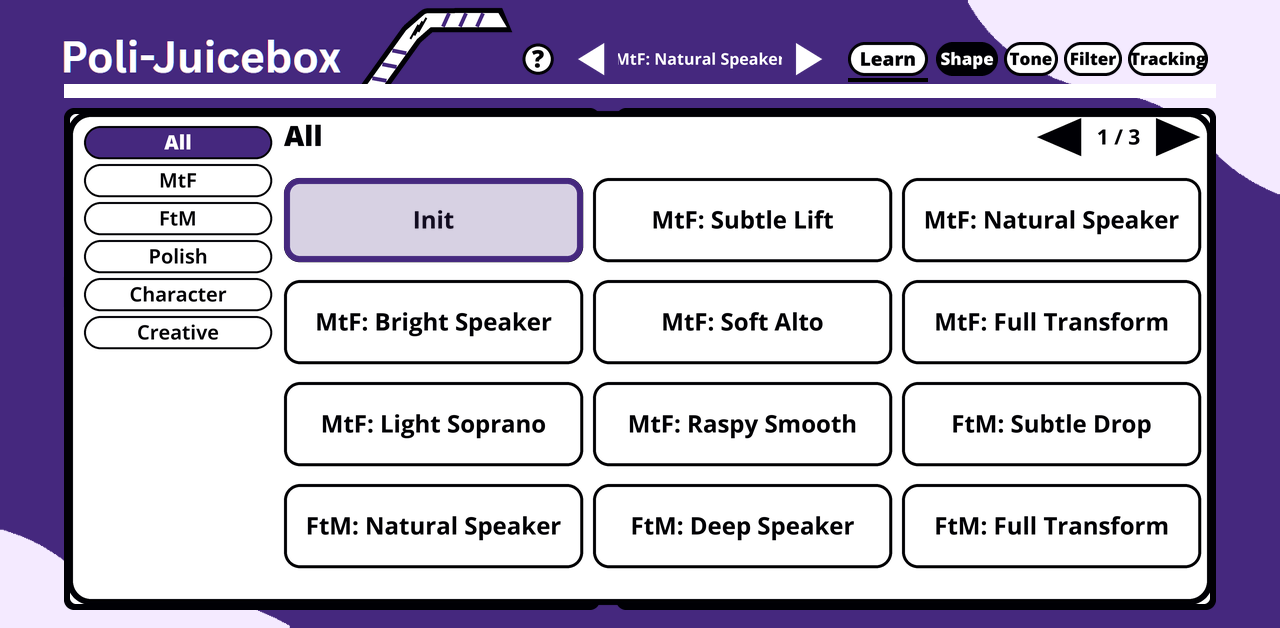 Poli-Juicebox
?
MtF: Natural Speaker
Learn
Shape
Tone
Filter
Tracking
All
MtF
FtM
Polish
Character
Creative
All
1 / 3
Init
MtF: Subtle Lift
MtF: Natural Speaker
MtF: Bright Speaker
MtF: Soft Alto
MtF: Full Transform
MtF: Light Soprano
MtF: Raspy Smooth
FtM: Subtle Drop
FtM: Natural Speaker
FtM: Deep Speaker
FtM: Full Transform